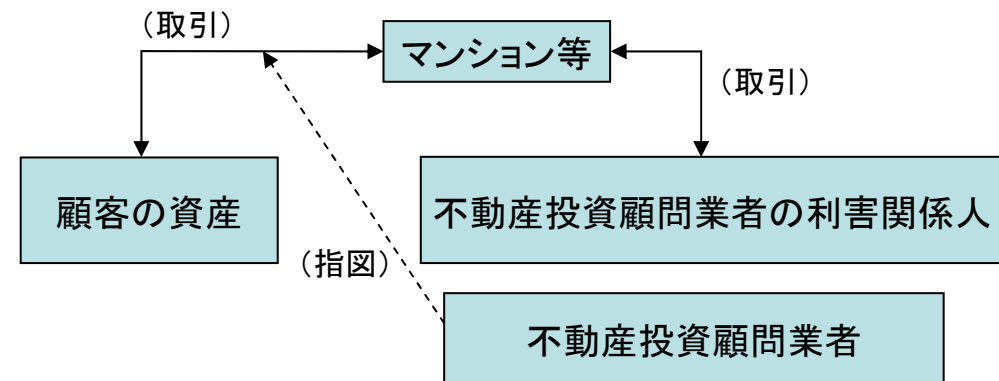 （取引）
マンション等
（取引）
顧客の資産
不動産投資顧問業者の利害関係人
（指図）
不動産投資顧問業者